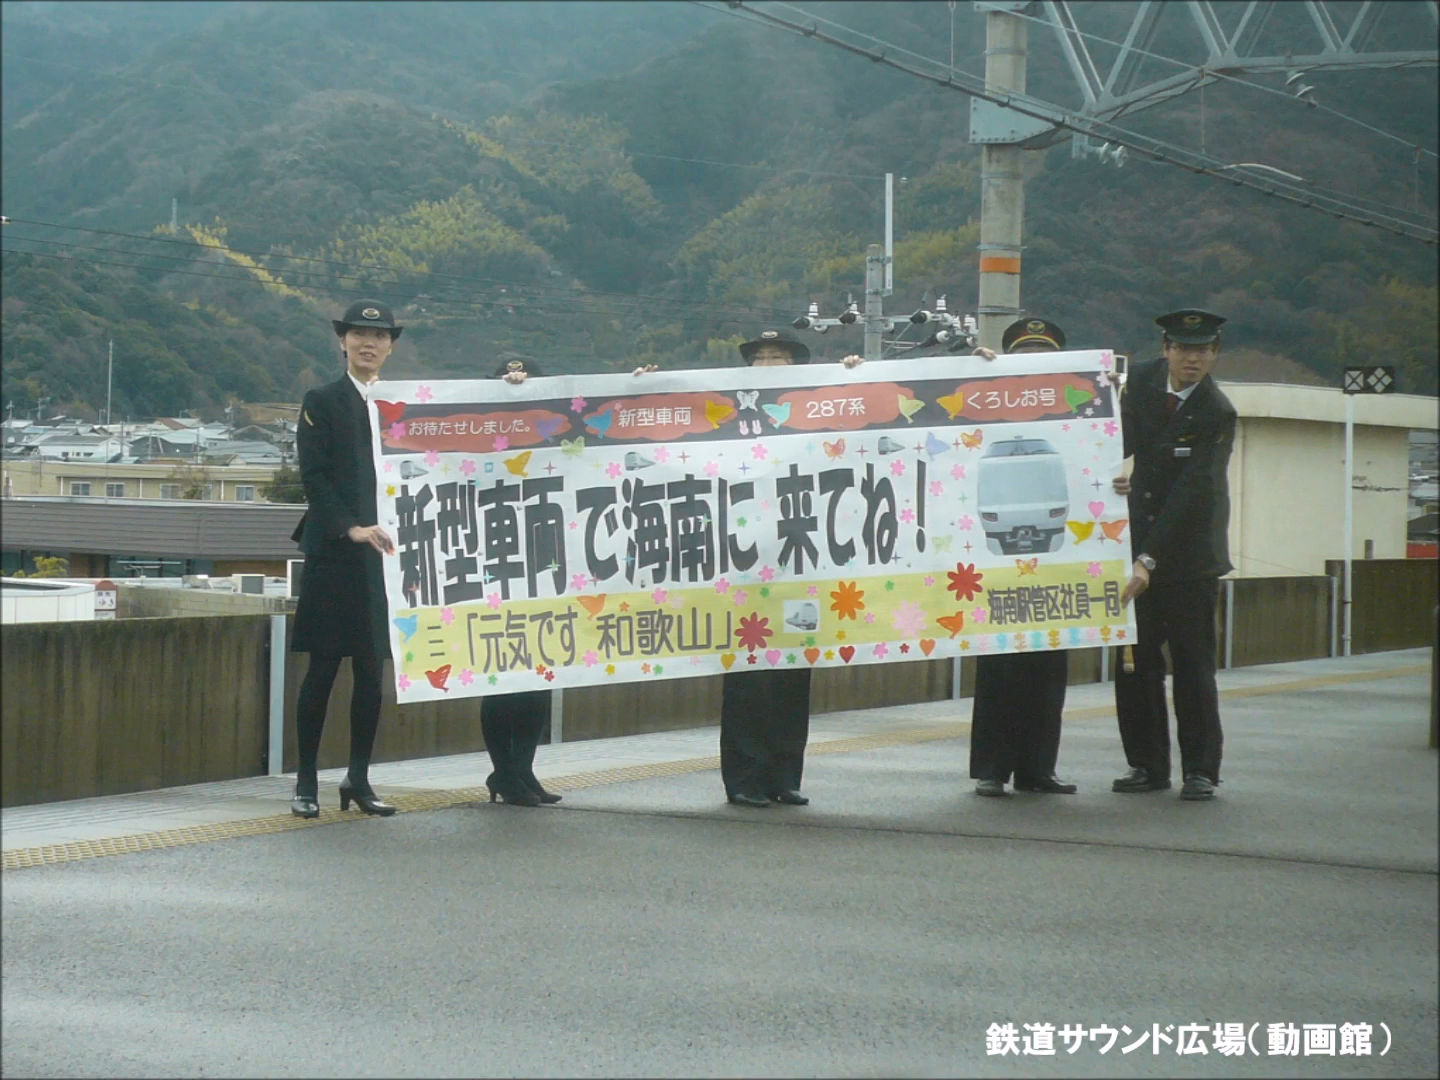 お待たせしました。 新型車両 287系 くろしお号
新型車両で海南に 来てね!
「元気です 和歌山」 海南駅管区社員一同
鉄道サウンド広場(動画館)